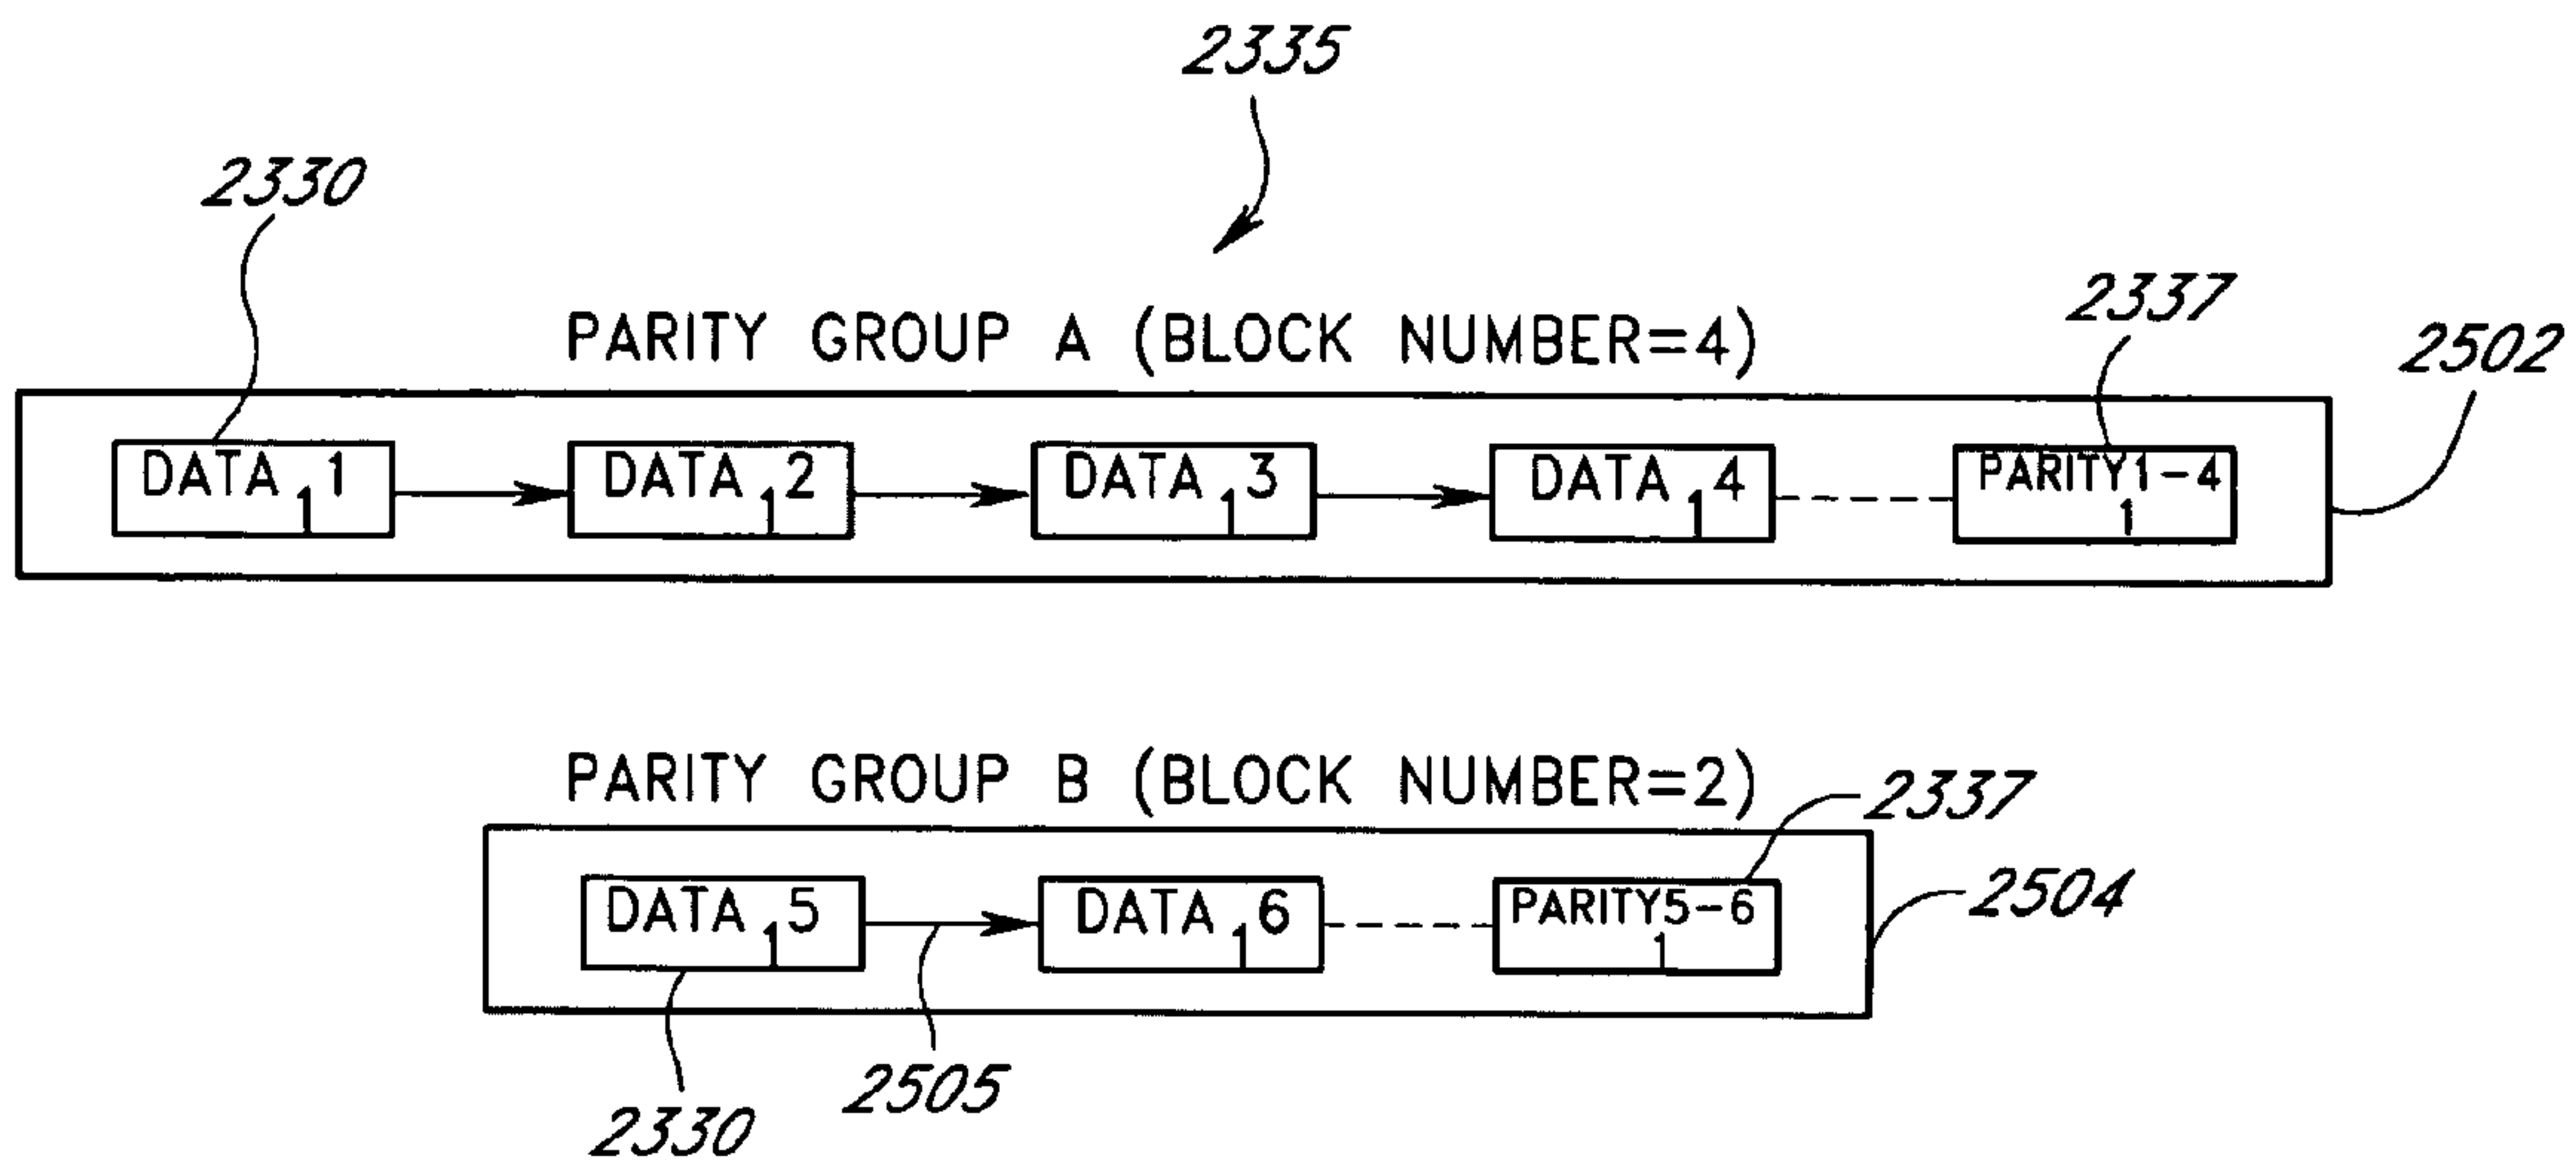 2335
2330
2337
2502
PARITY GROUP A (BLOCK NUMBER=4)
DATA 1
1
DATA 2
1
DATA 3
1
DATA 4
1
PARITY1-4
1
PARITY GROUP B (BLOCK NUMBER=2)
2337
2504
DATA 5
1
DATA 6
1
PARITY5-6
1
2505
2330